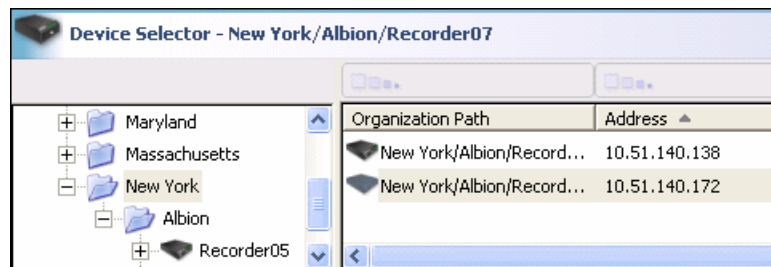 Device Selector - New York/Albion/Recorder07
Organization Path Address
Maryland
Massachusetts
New York
Albion
Recorder05
New York/Albion/Record... 10.51.140.138
New York/Albion/Record... 10.51.140.172